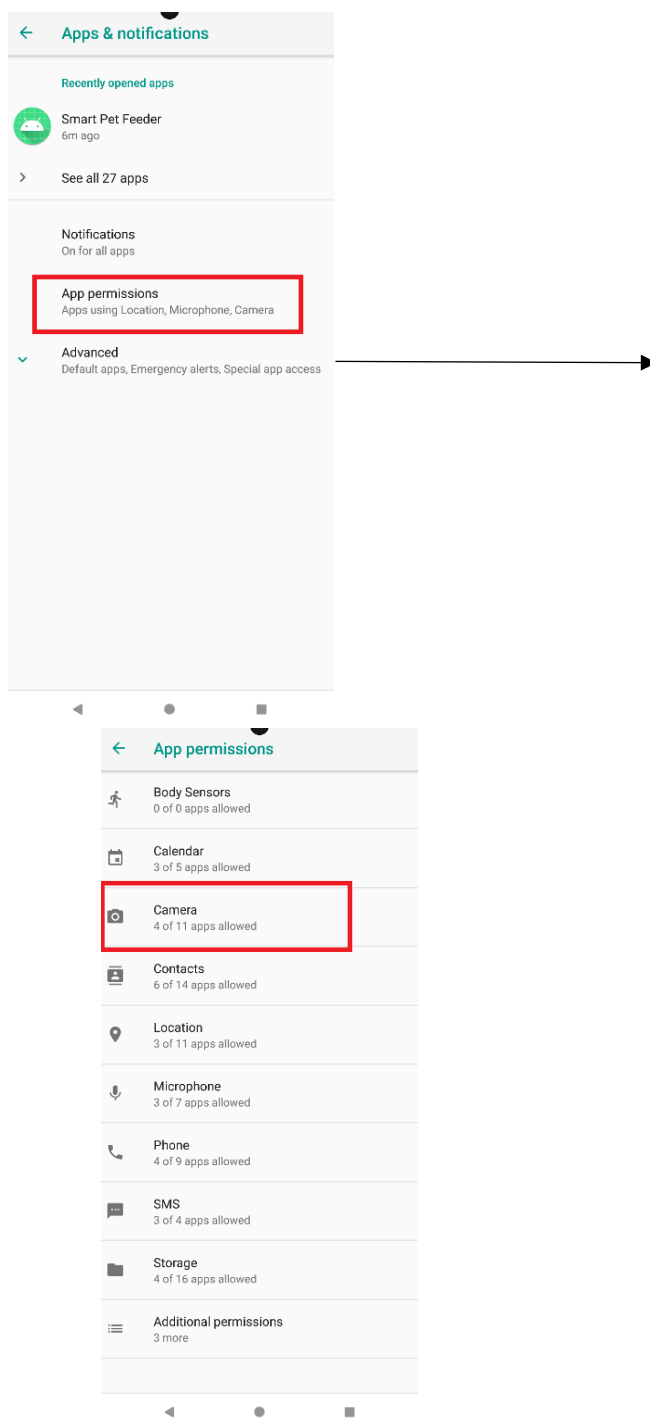 Apps & notifications
Recently opened apps
Smart Pet Feeder
6m ago
See all 27 apps
Notifications
On for all apps
App permissions
Apps using Location, Microphone, Camera
Advanced
Default apps, Emergency alerts, Special app access
App permissions
Body Sensors
0 of 0 apps allowed
Calendar
3 of 5 apps allowed
Camera
4 of 11 apps allowed
Contacts
6 of 14 apps allowed
Location
3 of 11 apps allowed
Microphone
3 of 7 apps allowed
Phone
4 of 9 apps allowed
SMS
3 of 4 apps allowed
Storage
4 of 16 apps allowed
Additional permissions
3 more